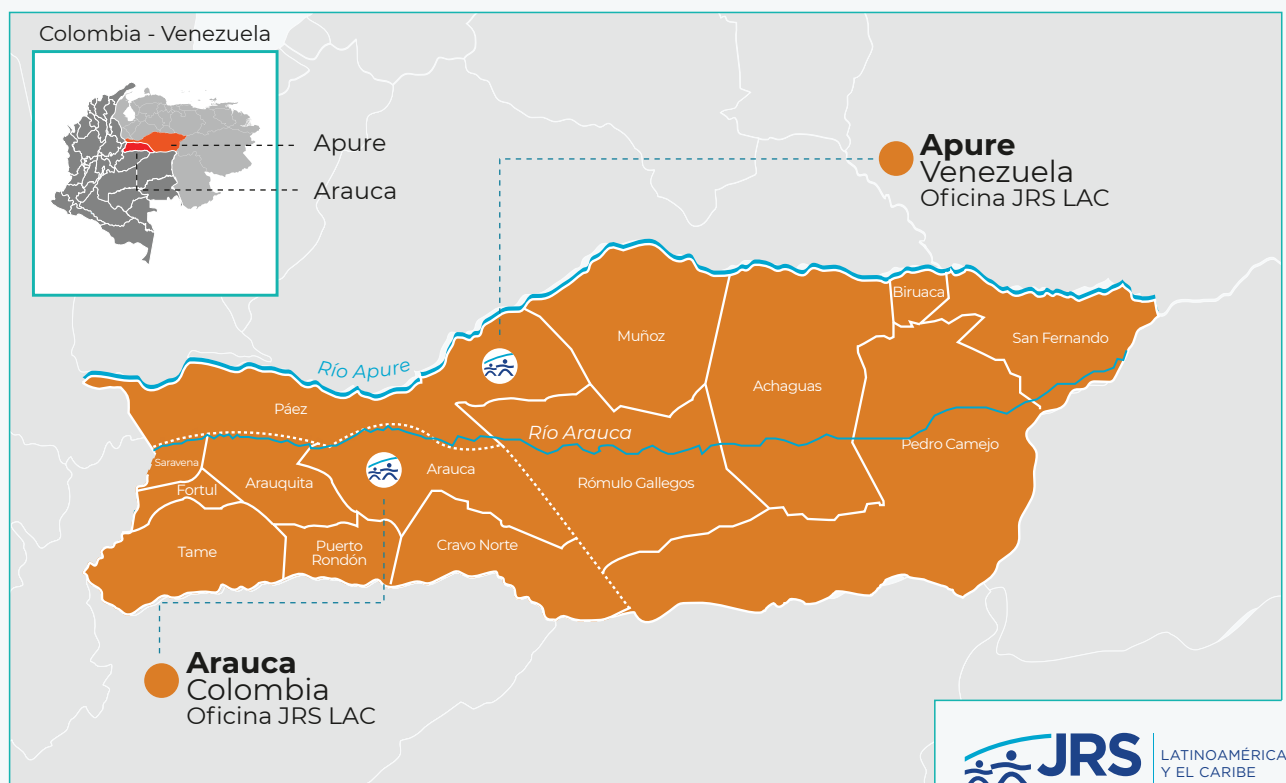 Colombia - Venezuela
Apure
Arauca
Apure
Venezuela
Oficina JRS LAC
Biruaca
Muñoz
San Fernando
Río Apure
Achaguas
Páez
Río Arauca
Pedro Camejo
Saravena
Arauca
Fortul
Arauquita
Rómulo Gallegos
Tame
Puerto
Rondón
Cravo Norte
Arauca
Colombia
Oficina JRS LAC
JRS
LATINOAMÉRICA
Y EL CARIBE